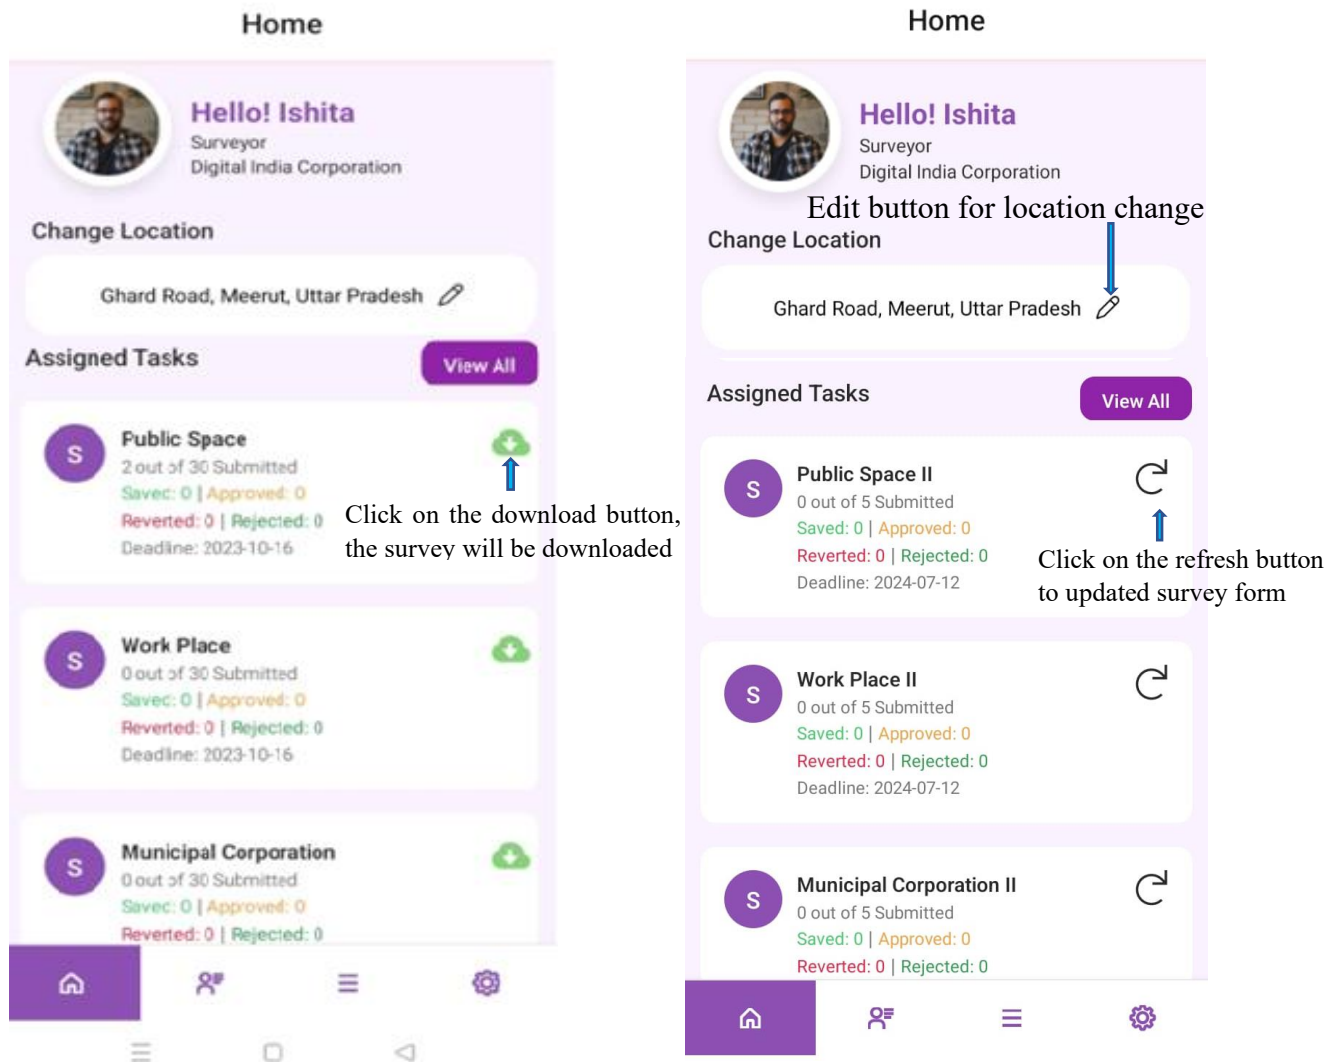 Home
Hello! Ishita
Surveyor
Digital India Corporation
Change Location
Ghard Road, Meerut, Uttar Pradesh
Assigned Tasks
View All
S
Public Space
2 out of 30 Submitted
Saved: 0 | Approved: 0
Reverted: 0 | Rejected: 0
Deadline: 2023-10-16
Click on the download button,
the survey will be downloaded
S
Work Place
0 out of 30 Submitted
Saved: 0 | Approved: 0
Reverted: 0 | Rejected: 0
Deadline: 2023-10-16
S
Municipal Corporation
0 out of 30 Submitted
Saved: 0 | Approved: 0
Reverted: 0 | Rejected: 0
Home
Hello! Ishita
Surveyor
Digital India Corporation
Edit button for location change
Change Location
Ghard Road, Meerut, Uttar Pradesh
Assigned Tasks
View All
S
Public Space II
0 out of 5 Submitted
Saved: 0 | Approved: 0
Reverted: 0 | Rejected: 0
Deadline: 2024-07-12
Click on the refresh button
to updated survey form
S
Work Place II
0 out of 5 Submitted
Saved: 0 | Approved: 0
Reverted: 0 | Rejected: 0
Deadline: 2024-07-12
S
Municipal Corporation II
0 out of 5 Submitted
Saved: 0 | Approved: 0
Reverted: 0 | Rejected: 0